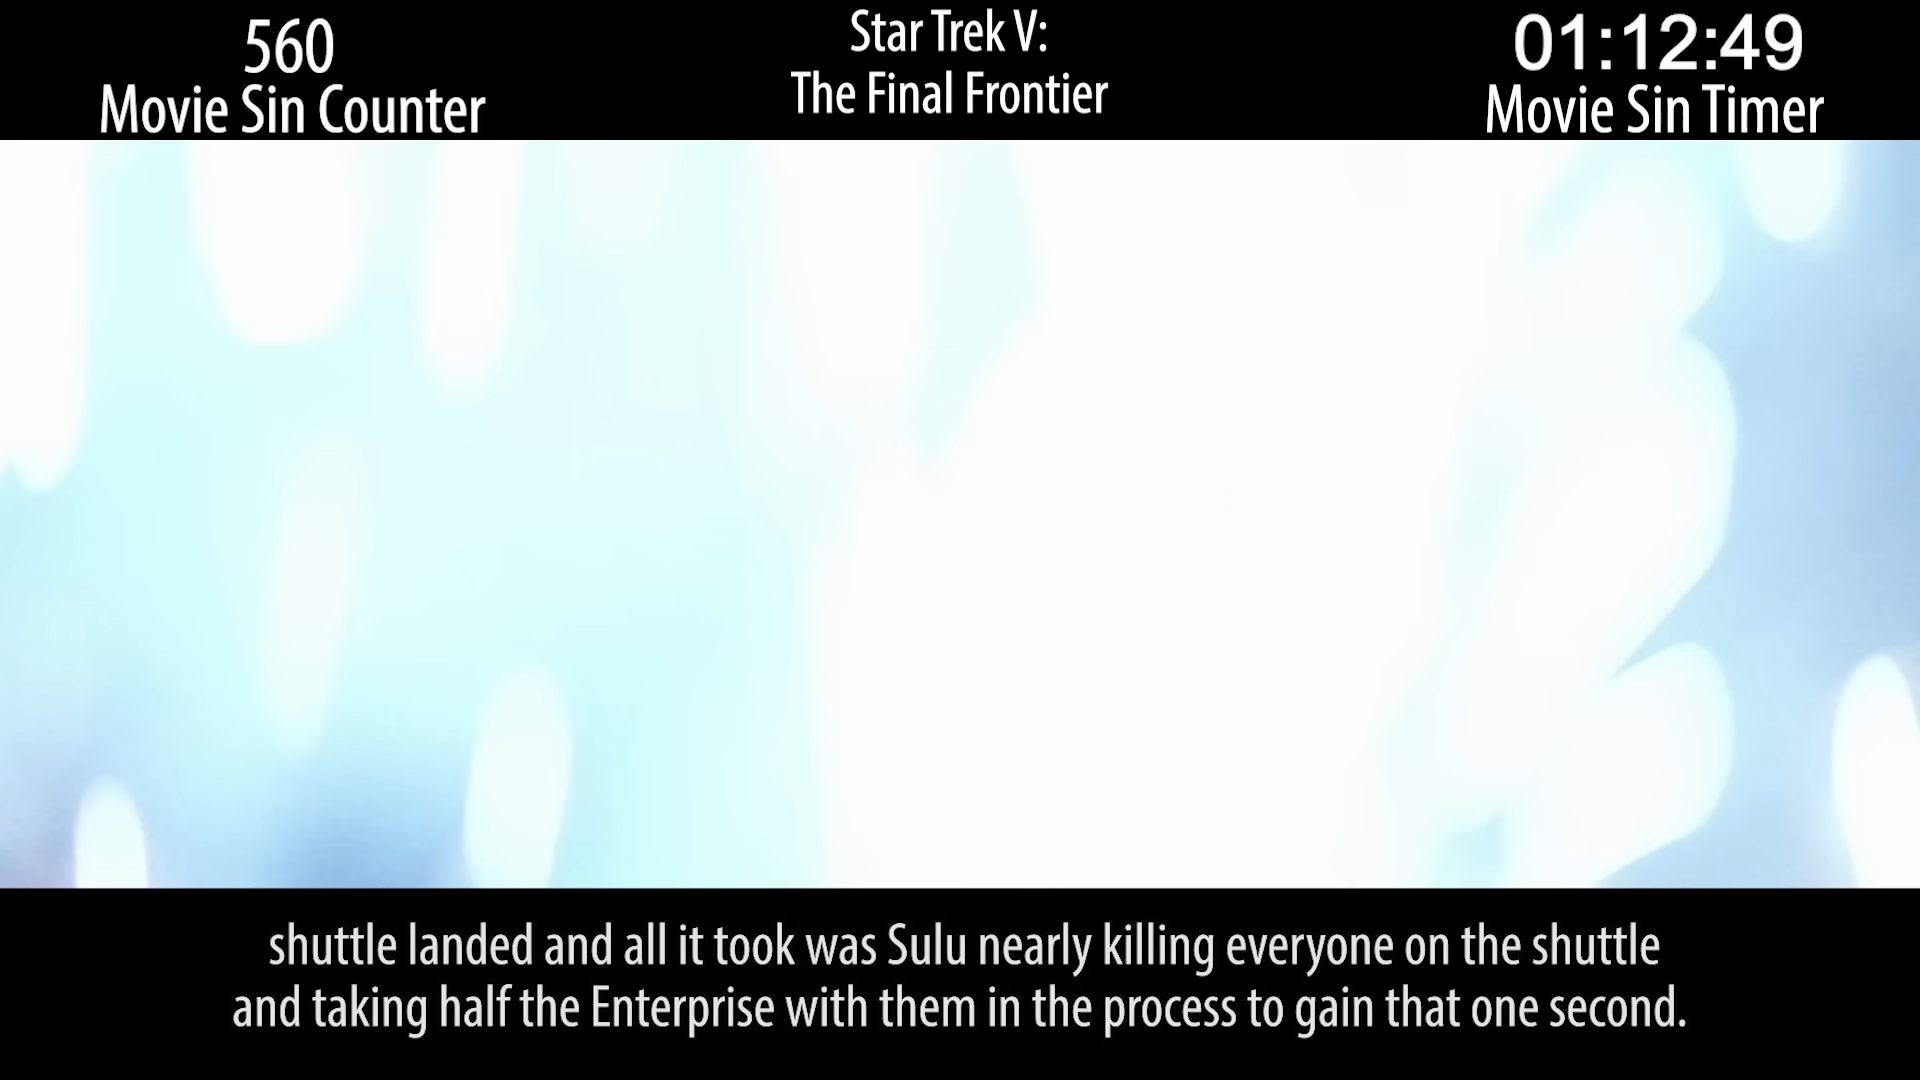 560
Movie Sin Counter
Star Trek V:
The Final Frontier
01:12:49
Movie Sin Timer
shuttle landed and all it took was Sulu nearly killing everyone on the shuttle
and taking half the Enterprise with them in the process to gain that one second.